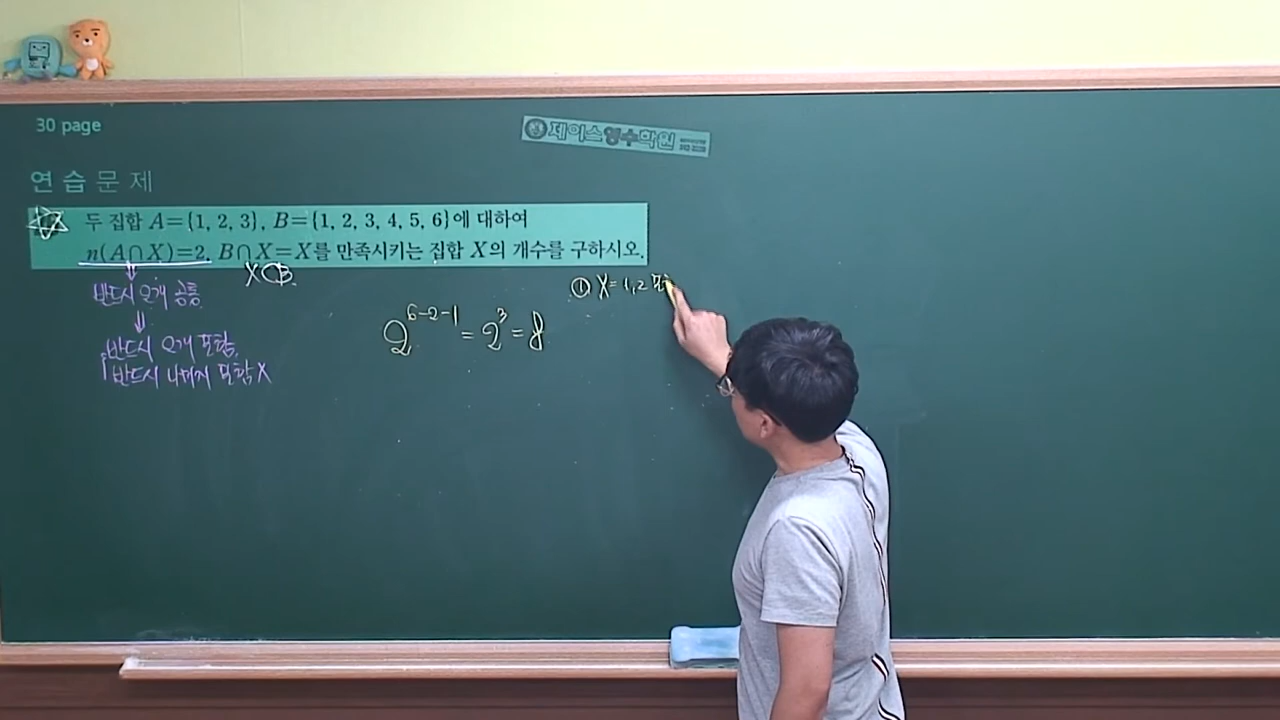 30 page
제이스영수학원
연 습 문 제
두 집합 A={1, 2, 3}, B={1, 2, 3, 4, 5, 6}에 대하여
n(A∩X)=2, B∩X=X를 만족시키는 집합 X의 개수를 구하시오.
X⊂B
반드시 2개 공통
⇓
반드시 2개 포함
반드시 나머지 포함 X
2^{6-2-1} = 2^3 = 8
① X = 1, 2